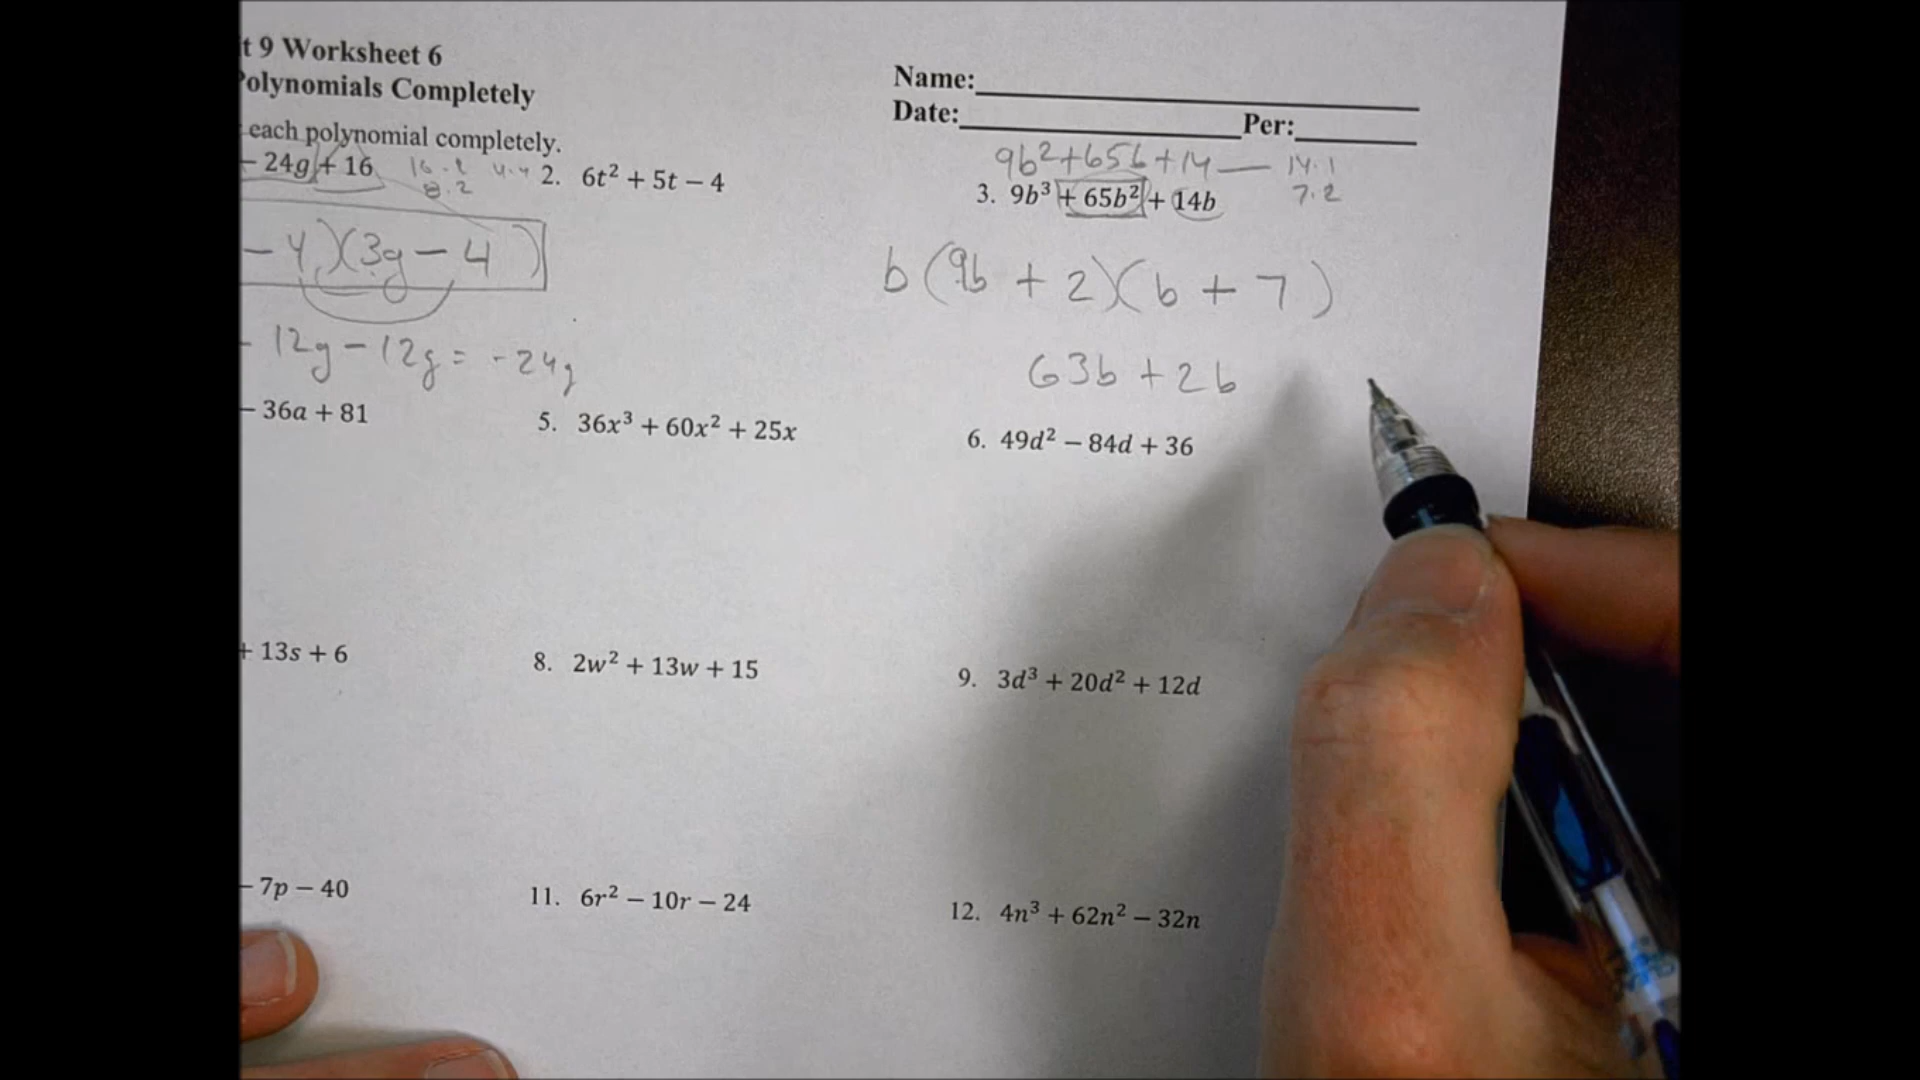 t 9 Worksheet 6
Polynomials Completely
Name:
Date: Per:
each polynomial completely.
− 24g + 16
16·1
8·2
4·4
2. 6t² + 5t − 4
9b²+65b+14 — 14·1
7·2
3. 9b³ + 65b² + 14b
− 4)(3g − 4)
b(9b + 2)(b + 7)
- 12g − 12g = -24g
63b + 2b
− 36a + 81
5. 36x³ + 60x² + 25x
6. 49d² − 84d + 36
+ 13s + 6
8. 2w² + 13w + 15
9. 3d³ + 20d² + 12d
− 7p − 40
11. 6r² − 10r − 24
12. 4n³ + 62n² − 32n